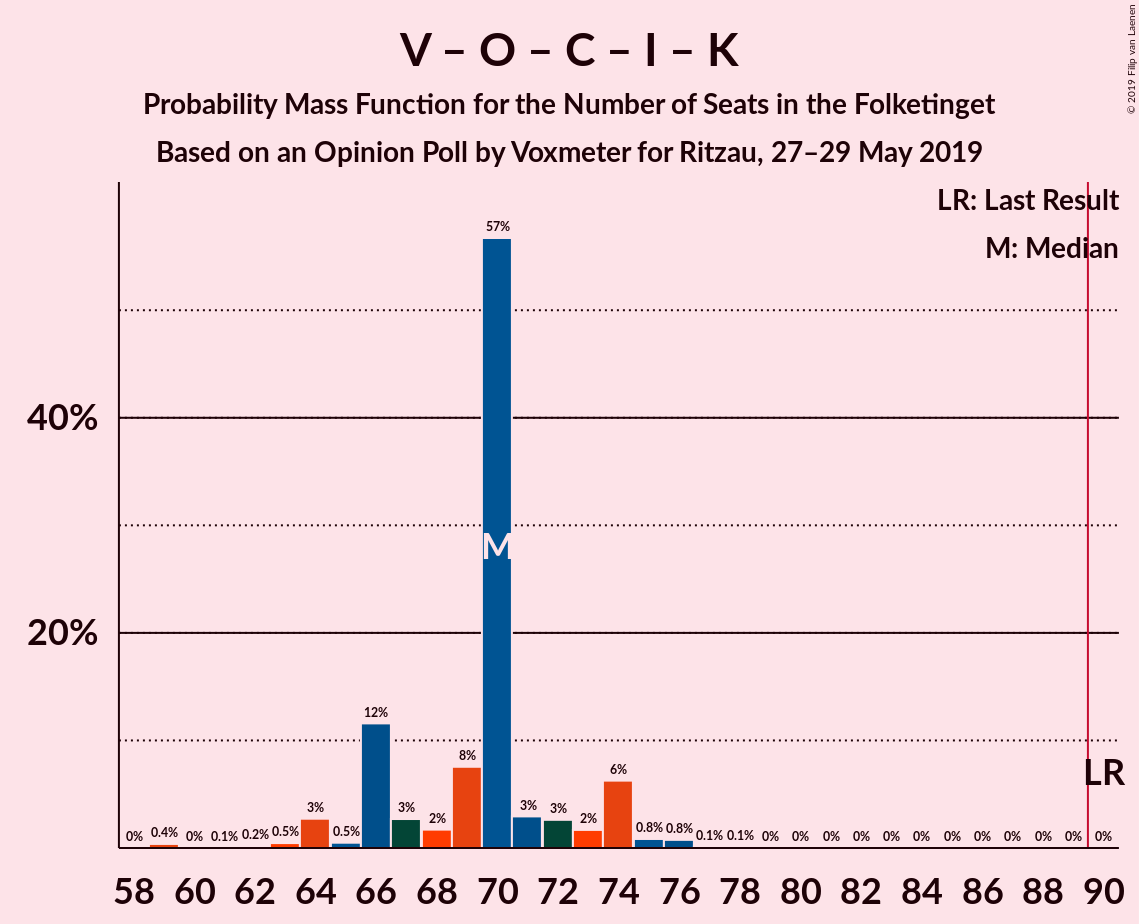 V – O – C – I – K
Probability Mass Function for the Number of Seats in the Folketinget
Based on an Opinion Poll by Voxmeter for Ritzau, 27–29 May 2019
© 2019 Filip van Laenen
LR: Last Result
M: Median
57%
40%
M
20%
12%
8%
6%
LR
0% 0.4% 0% 0.1% 0.2% 0.5% 3% 0.5% 3% 2% 3% 3% 2% 0.8% 0.8% 0.1% 0.1% 0% 0% 0% 0% 0% 0% 0% 0% 0% 0% 0% 0%
58 60 62 64 66 68 70 72 74 76 78 80 82 84 86 88 90